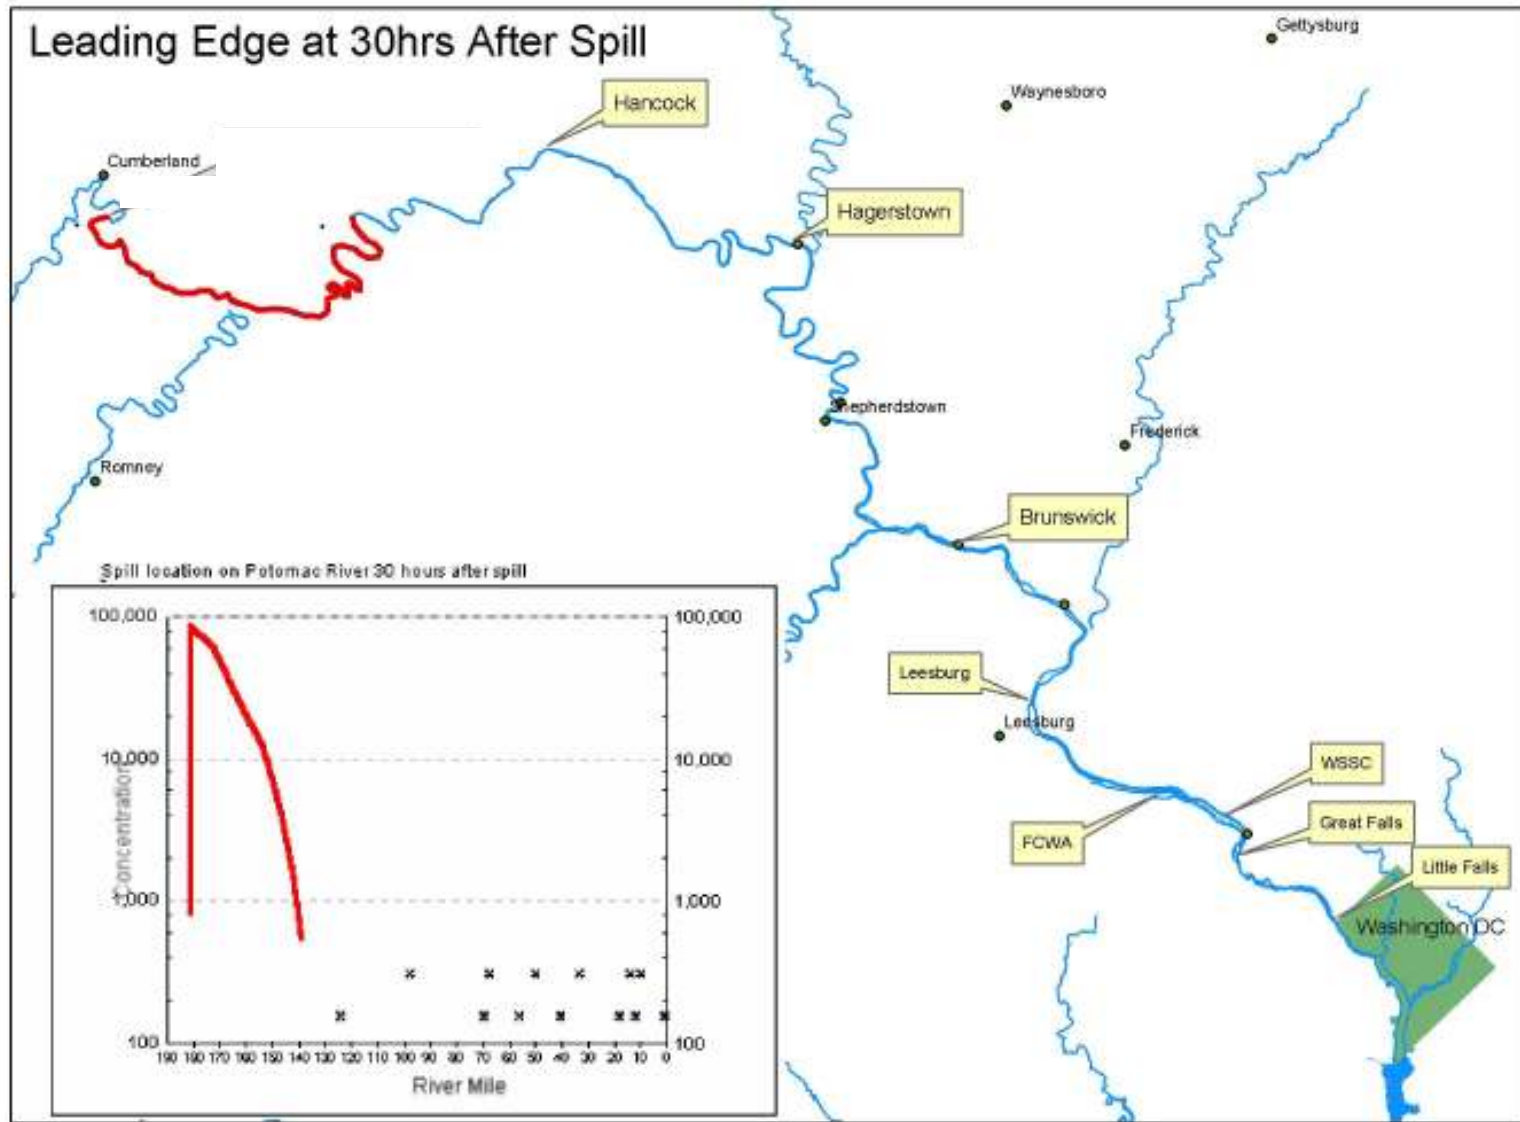 Leading Edge at 30hrs After Spill
Gettysburg
Waynesboro
Hancock
Cumberland
Hagerstown
Shepherdstown
Frederick
Romney
Brunswick
Leesburg
Leesburg
WSSC
FCWA
Great Falls
Little Falls
Washington DC
Spill location on Potomac River 30 hours after spill
100,000 100,000
10,000 10,000
Concentration
1,000 1,000
100 100
190 180 170 160 150 140 130 120 110 100 90 80 70 60 50 40 30 20 10 0
River Mile